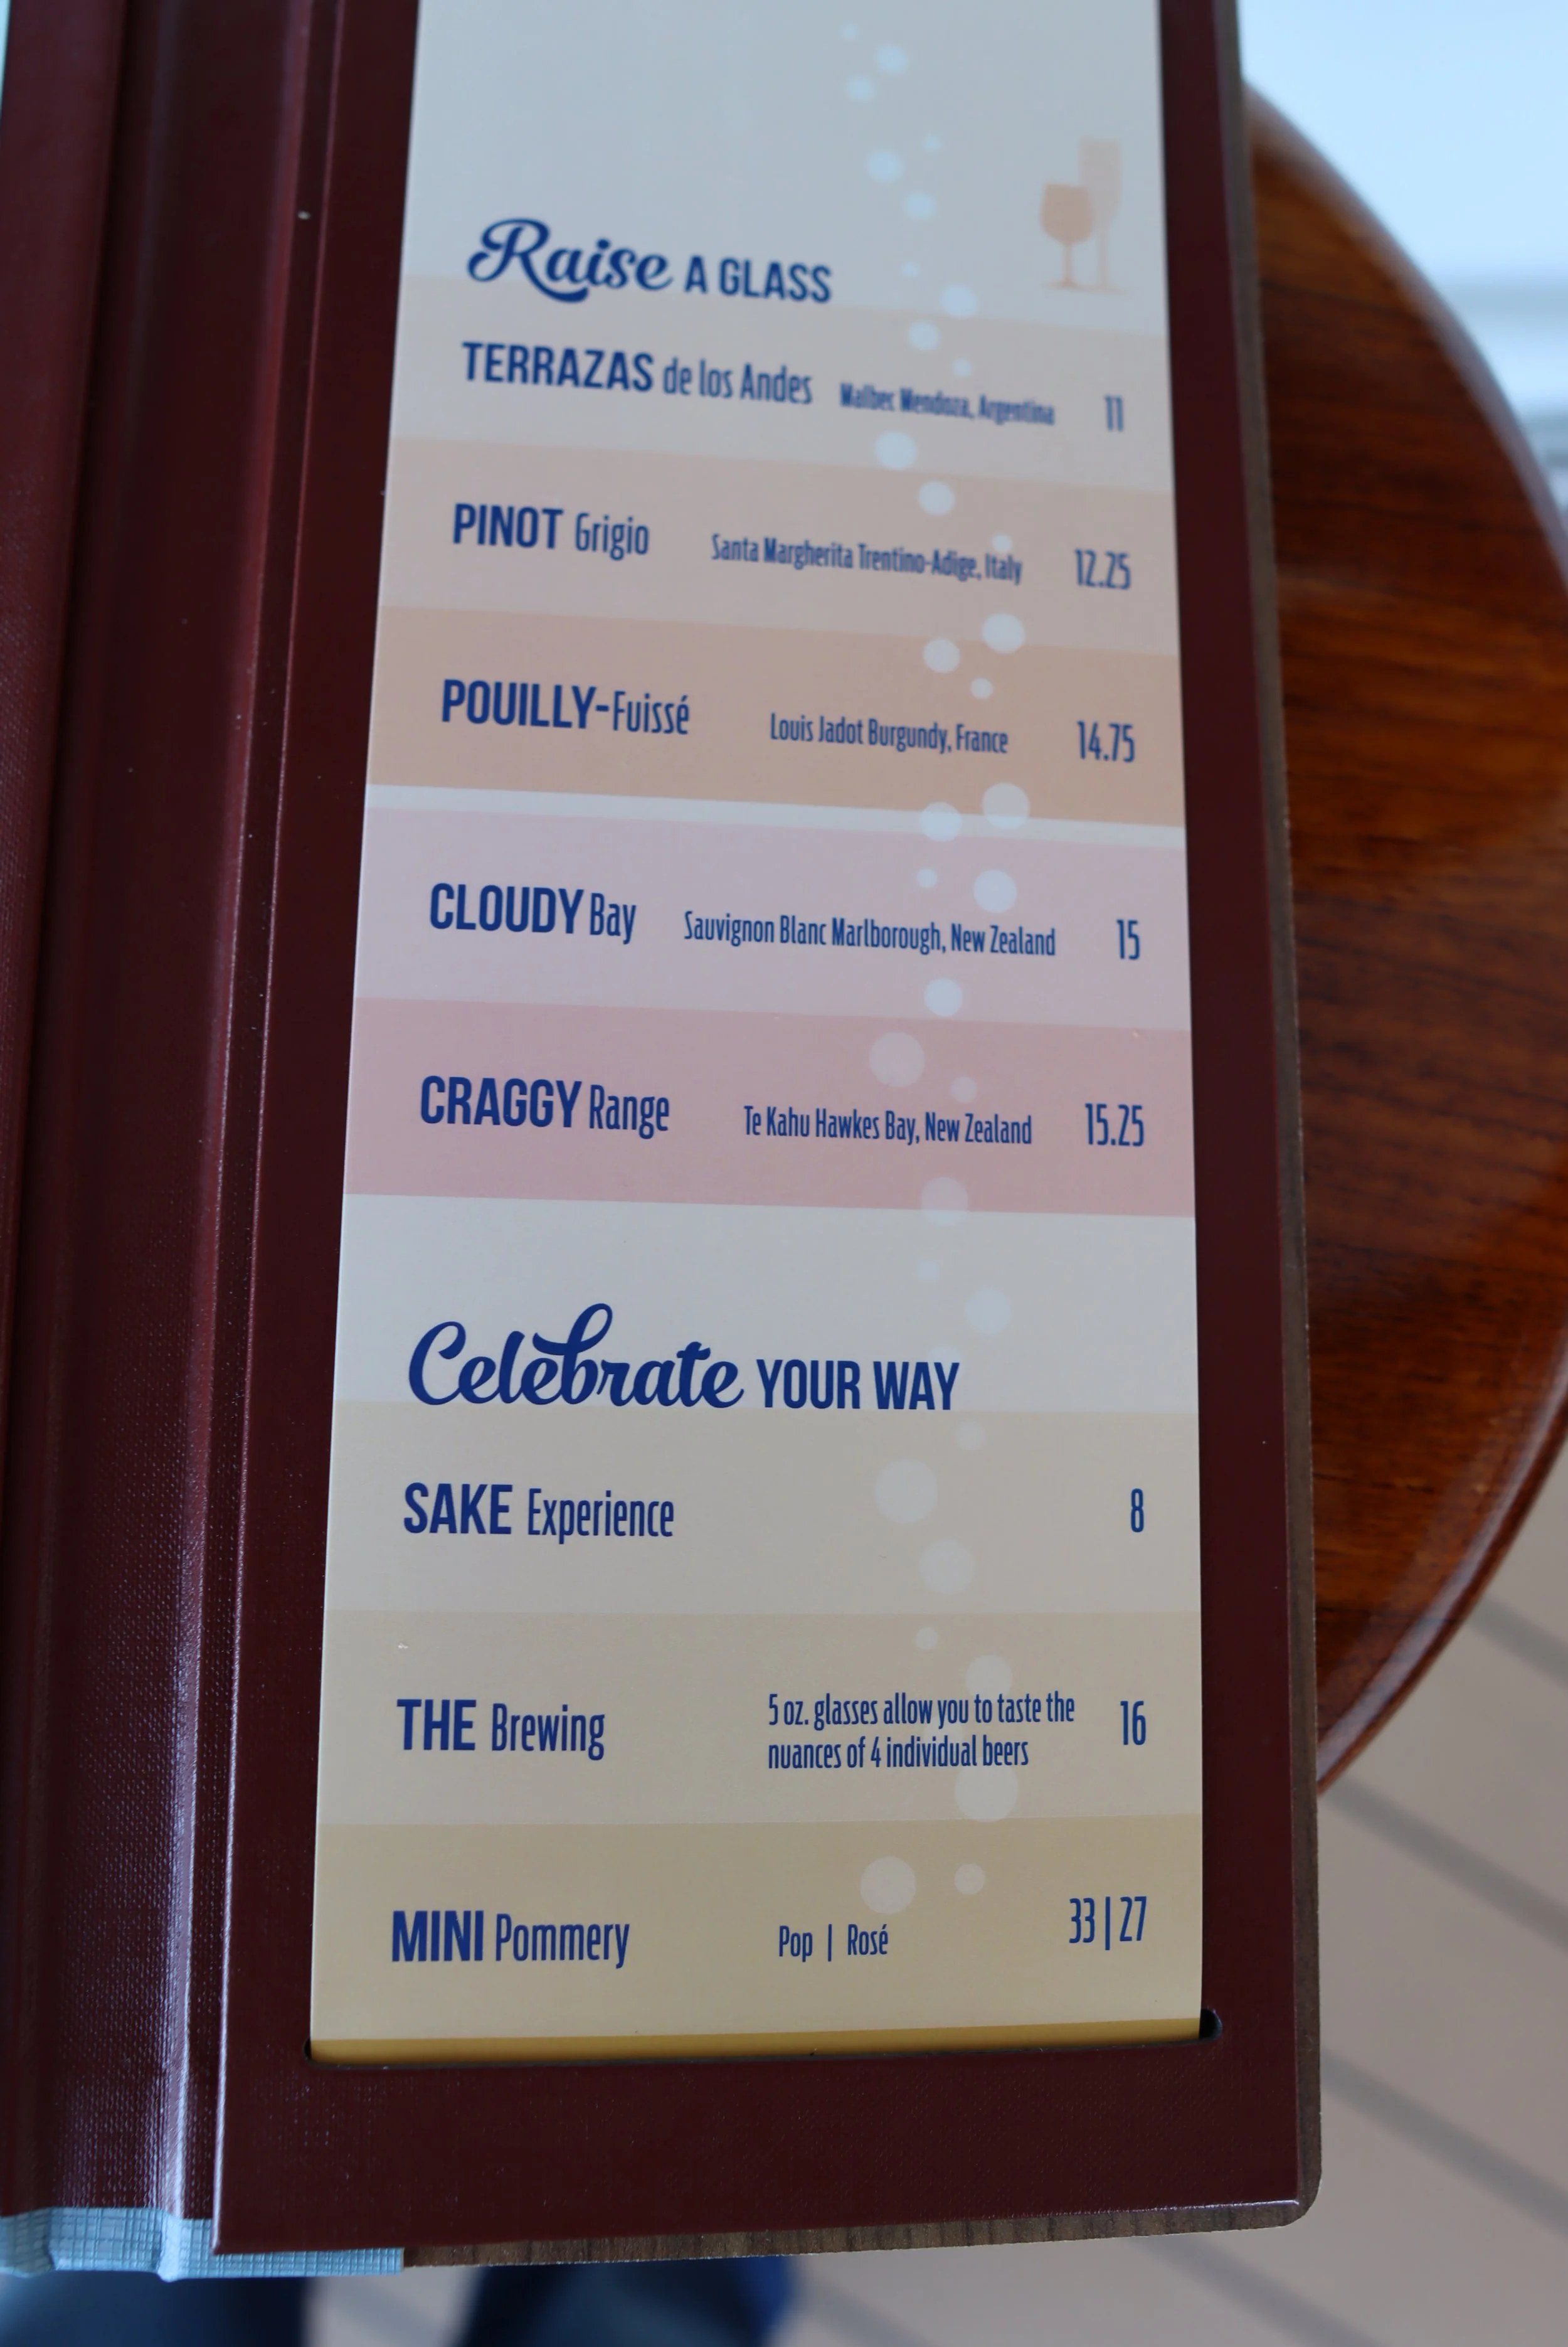 Raise A GLASS
TERRAZAS de los Andes Malbec Mendoza, Argentina 11
PINOT Grigio Santa Margherita Trentino-Adige, Italy 12.25
POUILLY-Fuissé Louis Jadot Burgundy, France 14.75
CLOUDY Bay Sauvignon Blanc Marlborough, New Zealand 15
CRAGGY Range Te Kahu Hawkes Bay, New Zealand 15.25
Celebrate YOUR WAY
SAKE Experience 8
THE Brewing 5 oz. glasses allow you to taste the 16
nuances of 4 individual beers
MINI Pommery Pop | Rosé 33 | 27